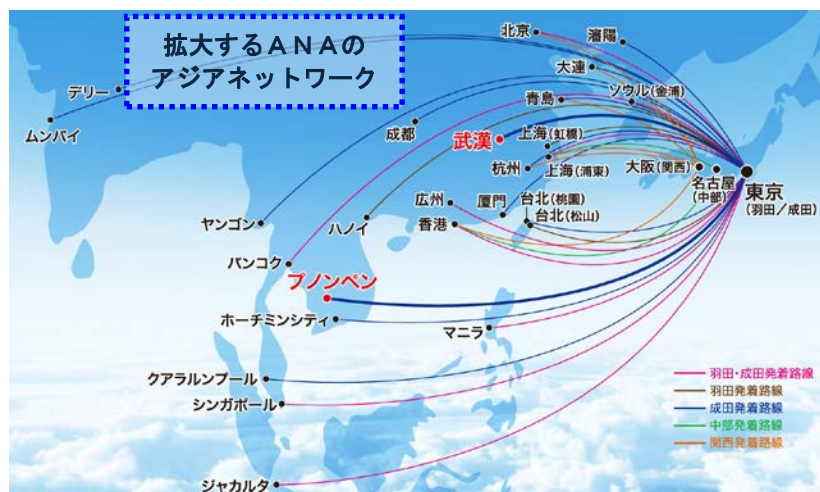 拡大するＡＮＡの
アジアネットワーク
北京
瀋陽
大連
デリー
青島
ソウル(金浦)
ムンバイ
成都
武漢
上海(虹橋)
杭州
上海(浦東)
大阪(関西)
名古屋
(中部)
東京
(羽田／成田)
広州
厦門
台北(桃園)
台北(松山)
ヤンゴン
ハノイ
香港
バンコク
プノンペン
ホーチミンシティ
マニラ
クアラルンプール
シンガポール
ジャカルタ
羽田・成田発着路線
羽田発着路線
成田発着路線
中部発着路線
関西発着路線